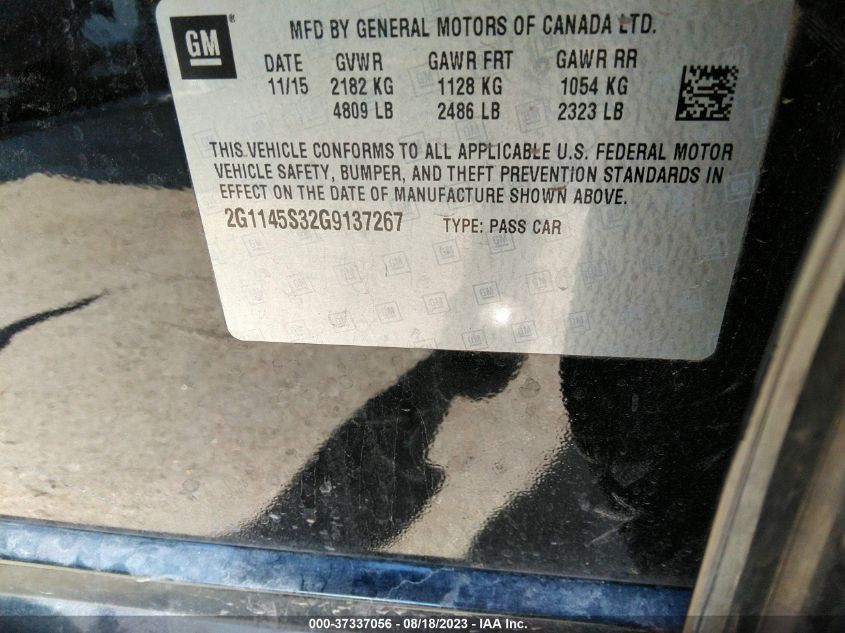 GM
MFD BY GENERAL MOTORS OF CANADA LTD.
DATE GVWR GAWR FRT GAWR RR
11/15 2182 KG 1128 KG 1054 KG
4809 LB 2486 LB 2323 LB
THIS VEHICLE CONFORMS TO ALL APPLICABLE U.S. FEDERAL MOTOR
VEHICLE SAFETY, BUMPER, AND THEFT PREVENTION STANDARDS IN
EFFECT ON THE DATE OF MANUFACTURE SHOWN ABOVE.
2G1145S32G9137267 TYPE: PASS CAR
000-37337056 - 08/18/2023 - IAA Inc.